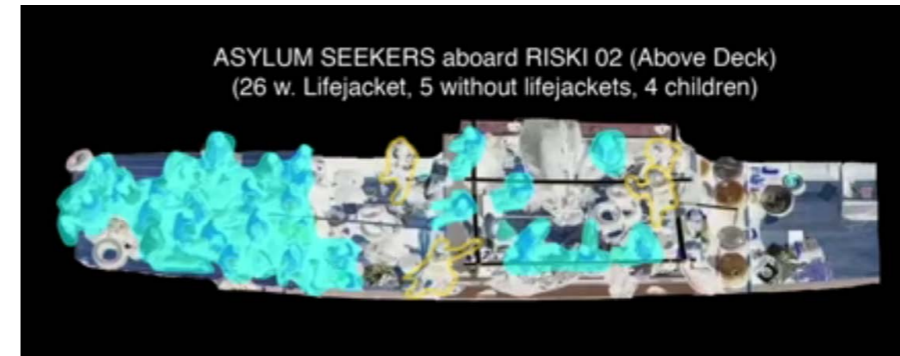 ASYLUM SEEKERS aboard RISKI 02 (Above Deck)
(26 w. Lifejacket, 5 without lifejackets, 4 children)